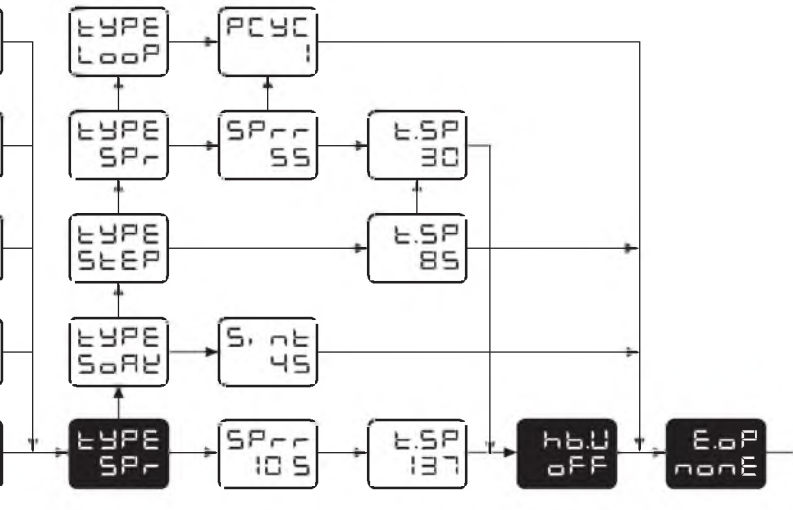 tYPE
LooP
PCYC
1
tYPE
SPr
SPrr
55
t.SP
30
tYPE
StEP
t.SP
85
tYPE
SoAK
Sint
45
tYPE
SPr
SPrr
10 5
t.SP
137
hb.U
oFF
E.oP
nonE